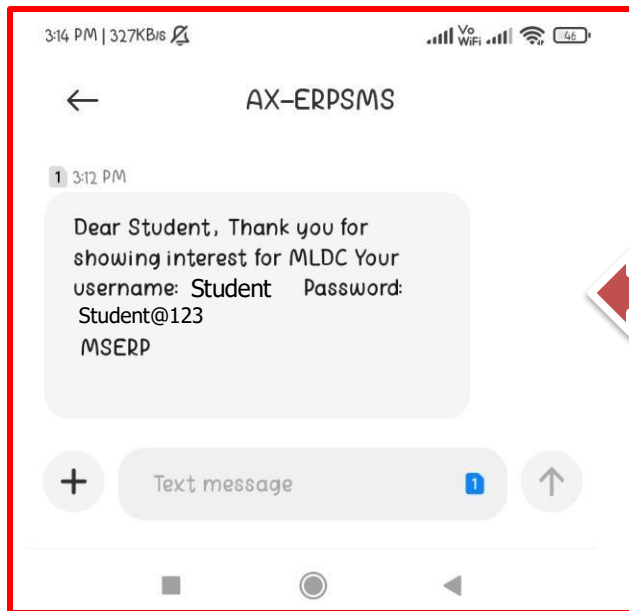 3:14 PM | 327KB/s Vo WiFi 46
AX-ERPSMS
1 3:12 PM
Dear Student, Thank you for
showing interest for MLDC Your
username: Student Password:
Student@123
MSERP
Text message 1